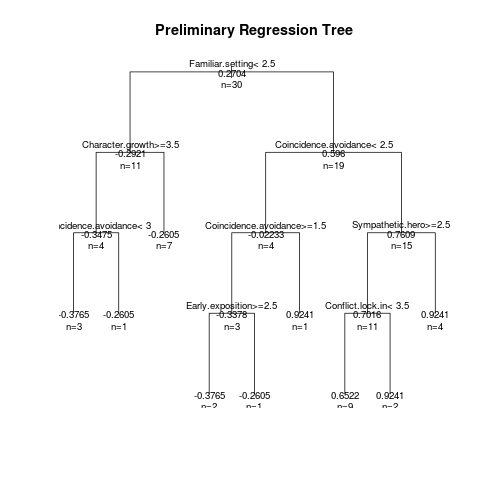 Preliminary Regression Tree
Familiar.setting< 2.5
0.2704
n=30
Character.growth>=3.5
-0.2921
n=11
Coincidence.avoidance< 2.5
0.596
n=19
cidence.avoidance< 3
-0.3475
n=4
-0.2605
n=7
Coincidence.avoidance>=1.5
-0.02233
n=4
Sympathetic.hero>=2.5
0.7609
n=15
-0.3765
n=3
-0.2605
n=1
Early.exposition>=2.5
-0.3378
n=3
0.9241
n=1
Conflict.lock.in< 3.5
0.7016
n=11
0.9241
n=4
-0.3765
n=2
-0.2605
n=1
0.6522
n=9
0.9241
n=2